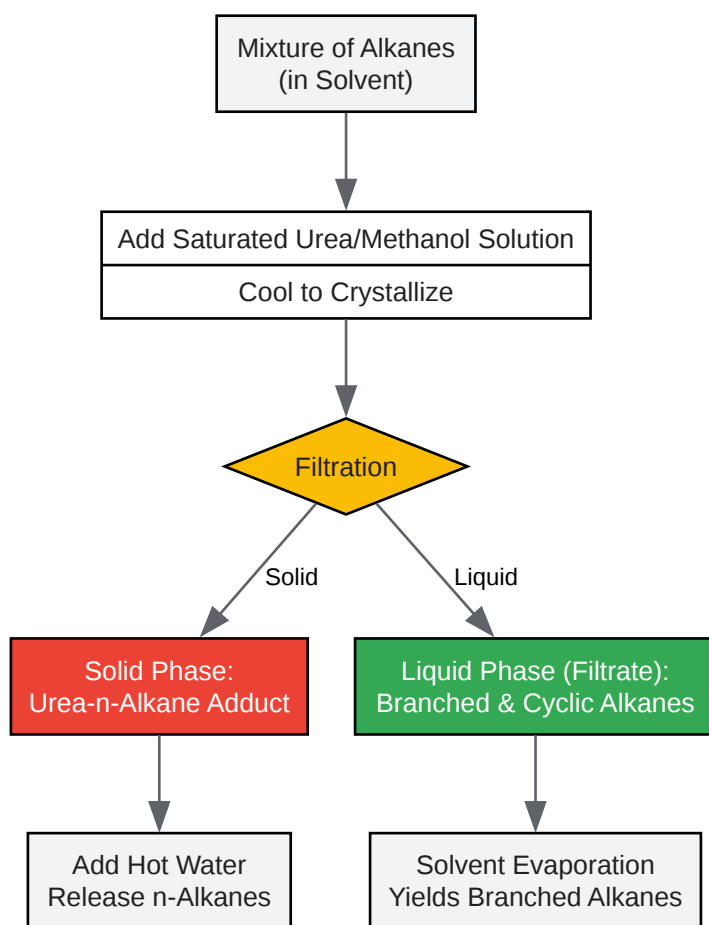 Mixture of Alkanes
(in Solvent)
Add Saturated Urea/Methanol Solution
Cool to Crystallize
Filtration
Solid
Liquid
Solid Phase:
Urea-n-Alkane Adduct
Liquid Phase (Filtrate):
Branched & Cyclic Alkanes
Add Hot Water
Release n-Alkanes
Solvent Evaporation
Yields Branched Alkanes